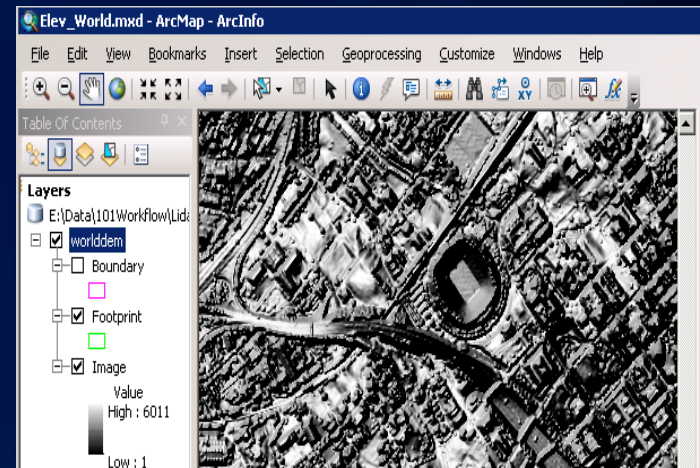 Elev_World.mxd - ArcMap - ArcInfo
File Edit View Bookmarks Insert Selection Geoprocessing Customize Windows Help
XY
Table Of Contents
Layers
E:\Data\101Workflow\Lida
worlddem
Boundary
Footprint
Image
Value
High : 6011
Low : 1